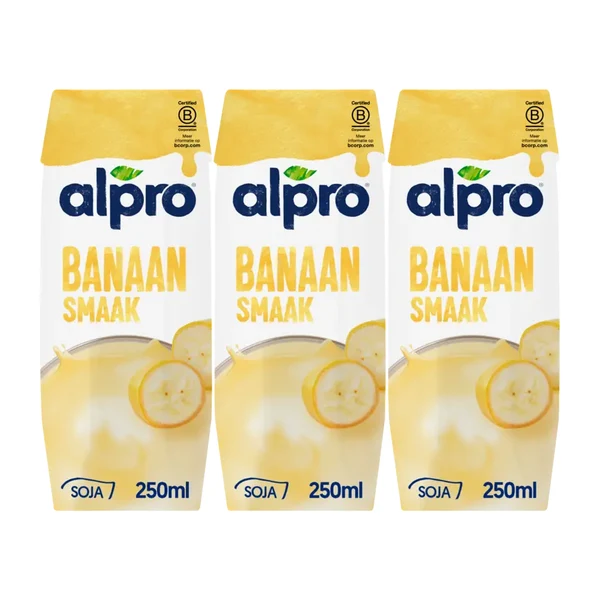 Certified
B
Corporation
Meer
informatie op
bcorp.com
alpro
BANAAN
SMAAK
SOJA
250ml
Certified
B
Corporation
Meer
informatie op
bcorp.com
alpro
BANAAN
SMAAK
SOJA
250ml
Certified
B
Corporation
Meer
informatie op
bcorp.com
alpro
BANAAN
SMAAK
SOJA
250ml